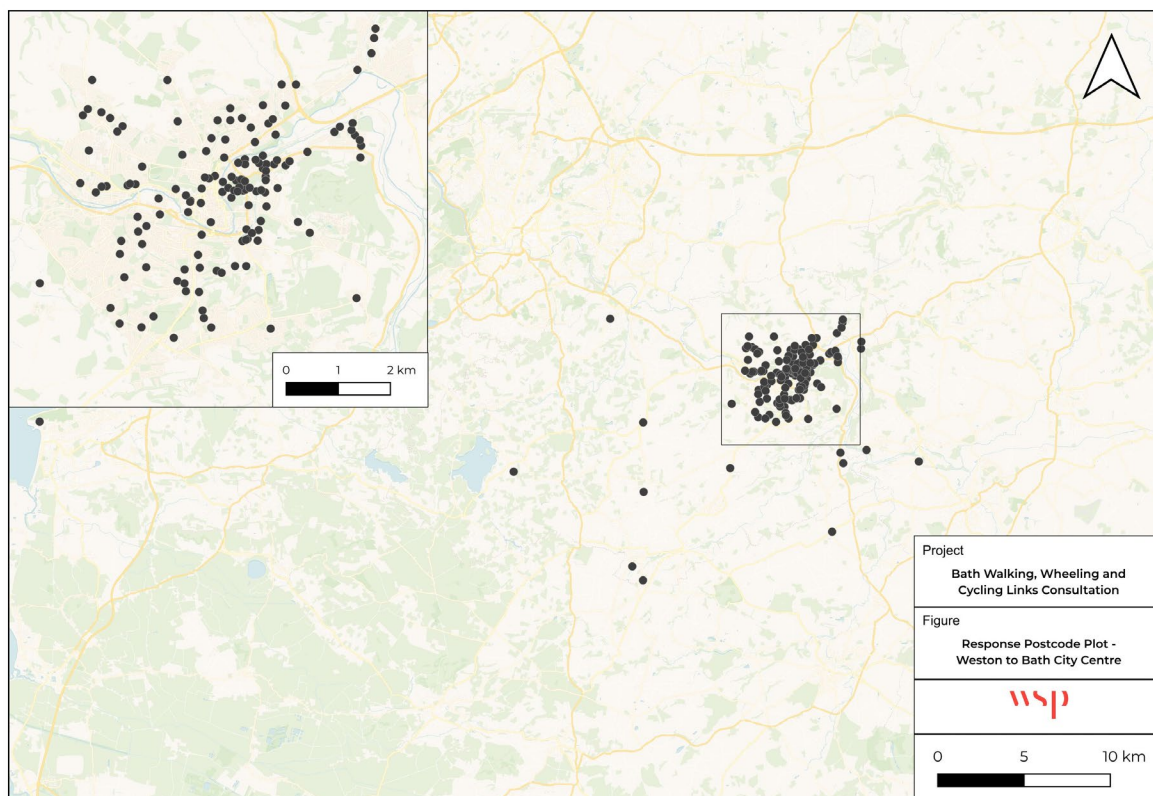 0 1 2 km
Project
Bath Walking, Wheeling and
Cycling Links Consultation
Figure
Response Postcode Plot -
Weston to Bath City Centre
wsp
0 5 10 km